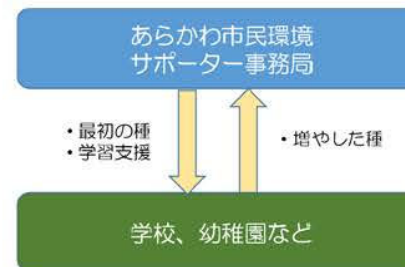 あらかわ市民環境
サポーター事務局
・最初の種
・学習支援
・増やした種
学校、幼稚園など